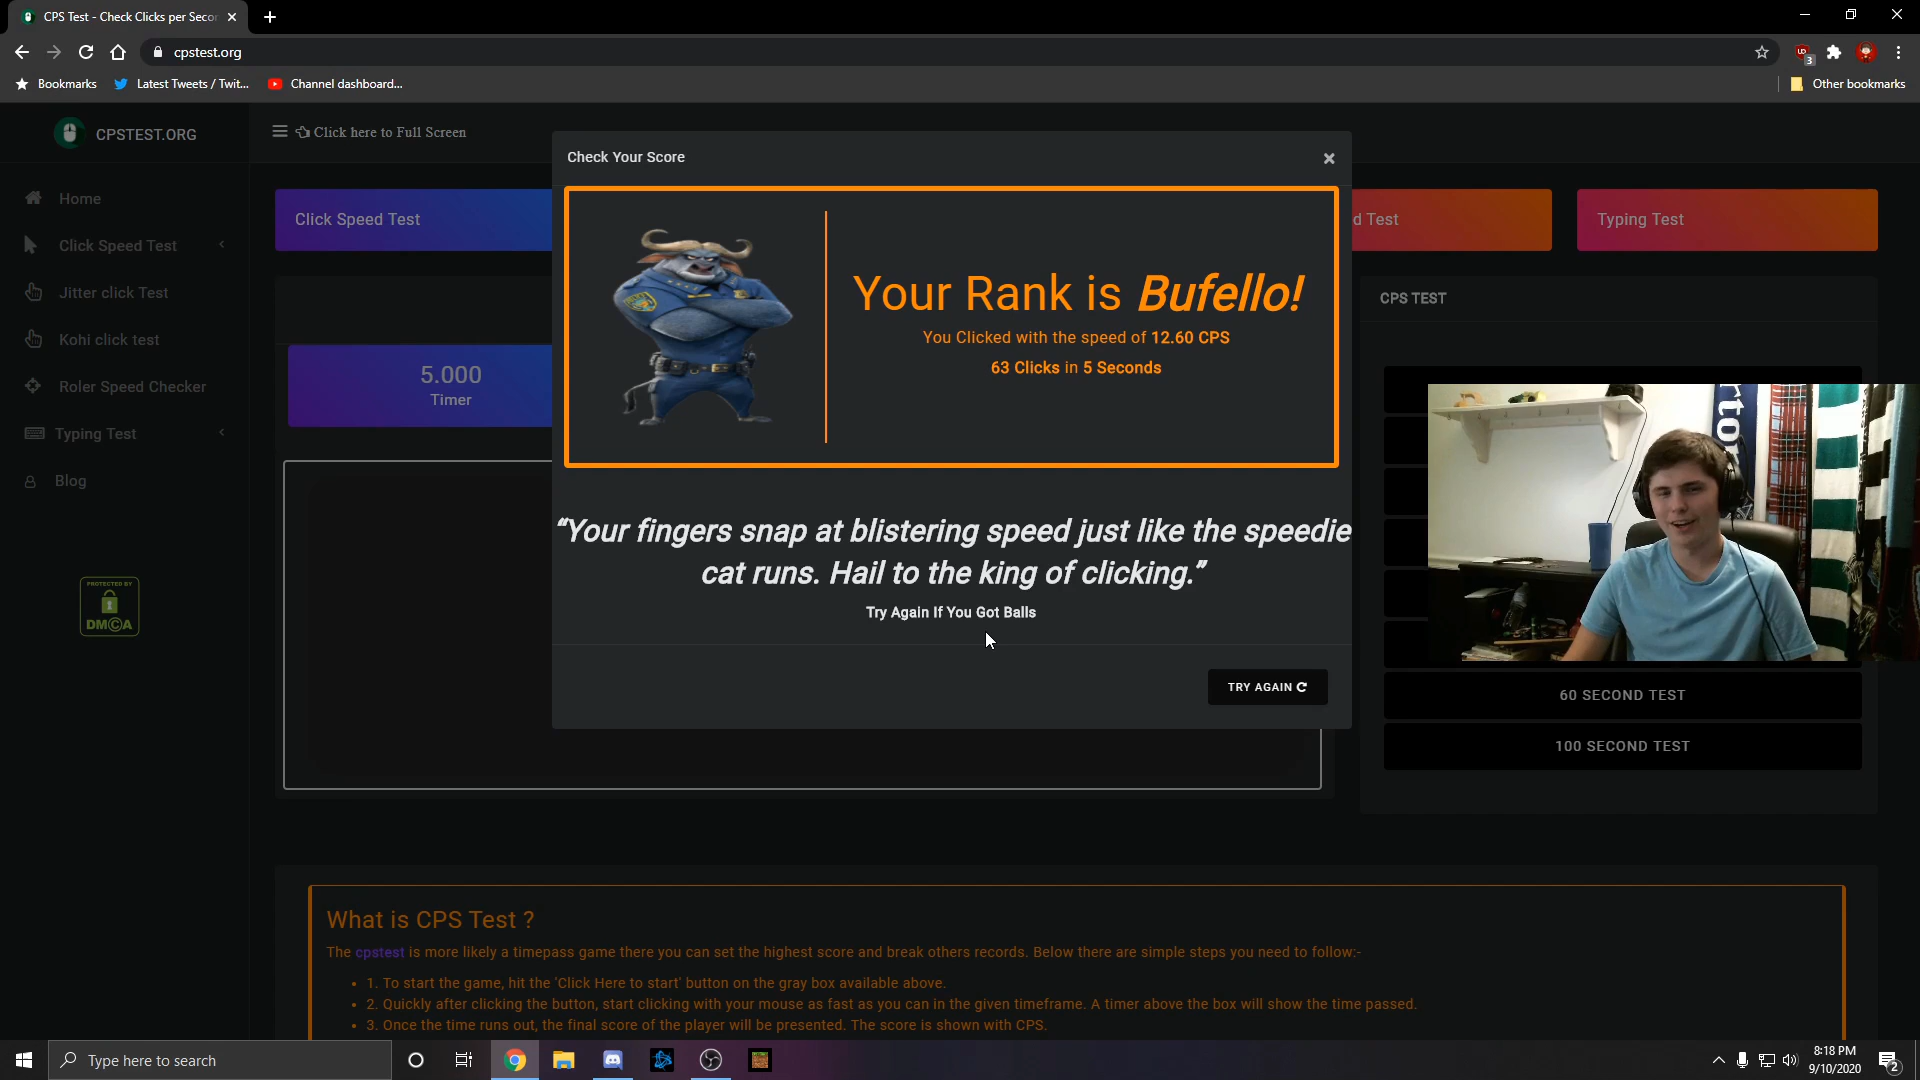 CPS Test - Check Clicks per Secon
cpstest.org
3
Bookmarks
Latest Tweets / Twit...
Channel dashboard...
Other bookmarks
CPSTEST.ORG
Click here to Full Screen
Home
Click Speed Test
Jitter click Test
Kohi click test
Roler Speed Checker
Typing Test
Blog
PROTECTED BY
DMCA
Click Speed Test
d Test
Typing Test
5.000
Timer
Check Your Score
Your Rank is Bufello!
You Clicked with the speed of 12.60 CPS
63 Clicks in 5 Seconds
“Your fingers snap at blistering speed just like the speedie
cat runs. Hail to the king of clicking.”
Try Again If You Got Balls
TRY AGAIN
CPS TEST
rto
60 SECOND TEST
100 SECOND TEST
What is CPS Test ?
The cpstest is more likely a timepass game there you can set the highest score and break others records. Below there are simple steps you need to follow:-
• 1. To start the game, hit the 'Click Here to start' button on the gray box available above.
• 2. Quickly after clicking the button, start clicking with your mouse as fast as you can in the given timeframe. A timer above the box will show the time passed.
• 3. Once the time runs out, the final score of the player will be presented. The score is shown with CPS.
Type here to search
8:18 PM
9/10/2020
2